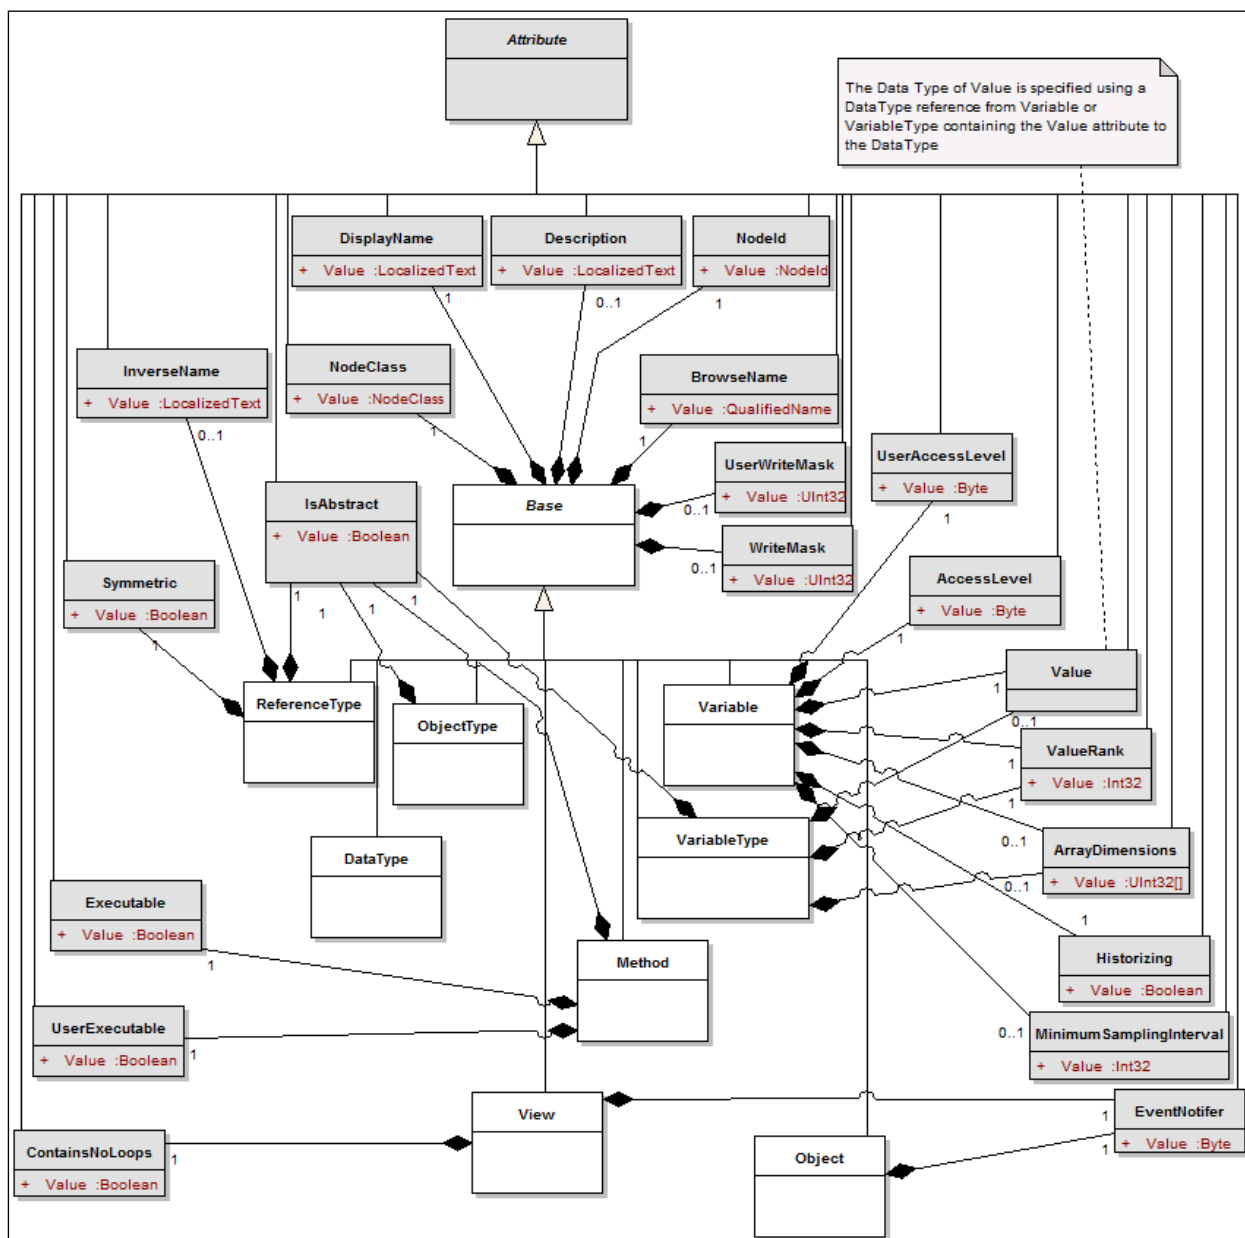 Attribute
The Data Type of Value is specified using a
DataType reference from Variable or
VariableType containing the Value attribute to
the DataType
DisplayName
+ Value :LocalizedText
1
Description
+ Value :LocalizedText
0..1
NodeId
+ Value :NodeId
1
InverseName
+ Value :LocalizedText
0..1
NodeClass
+ Value :NodeClass
1
BrowseName
+ Value :QualifiedName
1
UserWriteMask
+ Value :UInt32
0..1
UserAccessLevel
+ Value :Byte
1
IsAbstract
+ Value :Boolean
1
1
1
1
Base
WriteMask
+ Value :UInt32
0..1
Symmetric
+ Value :Boolean
1
AccessLevel
+ Value :Byte
1
ReferenceType
ObjectType
Variable
Value
1
0..1
ValueRank
+ Value :Int32
1
1
DataType
VariableType
ArrayDimensions
+ Value :UInt32[]
0..1
0..1
Executable
+ Value :Boolean
1
Method
Historizing
+ Value :Boolean
1
UserExecutable
+ Value :Boolean
1
MinimumSamplingInterval
+ Value :Int32
0..1
View
EventNotifer
+ Value :Byte
1
1
ContainsNoLoops
+ Value :Boolean
1
Object